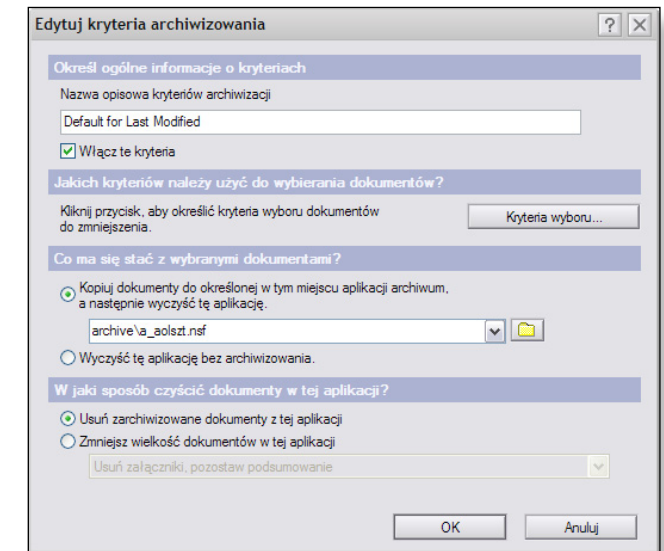 Edytuj kryteria archiwizowania
Określ ogólne informacje o kryteriach
Nazwa opisowa kryteriów archiwizacji
Default for Last Modified
Włącz te kryteria
Jakich kryteriów należy użyć do wybierania dokumentów?
Kliknij przycisk, aby określić kryteria wyboru dokumentów
do zmniejszenia.
Kryteria wyboru...
Co ma się stać z wybranymi dokumentami?
Kopiuj dokumenty do określonej w tym miejscu aplikacji archiwum,
a następnie wyczyść tę aplikację.
archive\a_aolszt.nsf
Wyczyść tę aplikację bez archiwizowania.
W jaki sposób czyścić dokumenty w tej aplikacji?
Usuń zarchiwizowane dokumenty z tej aplikacji
Zmniejsz wielkość dokumentów w tej aplikacji
Usuń załączniki, pozostaw podsumowanie
OK
Anuluj